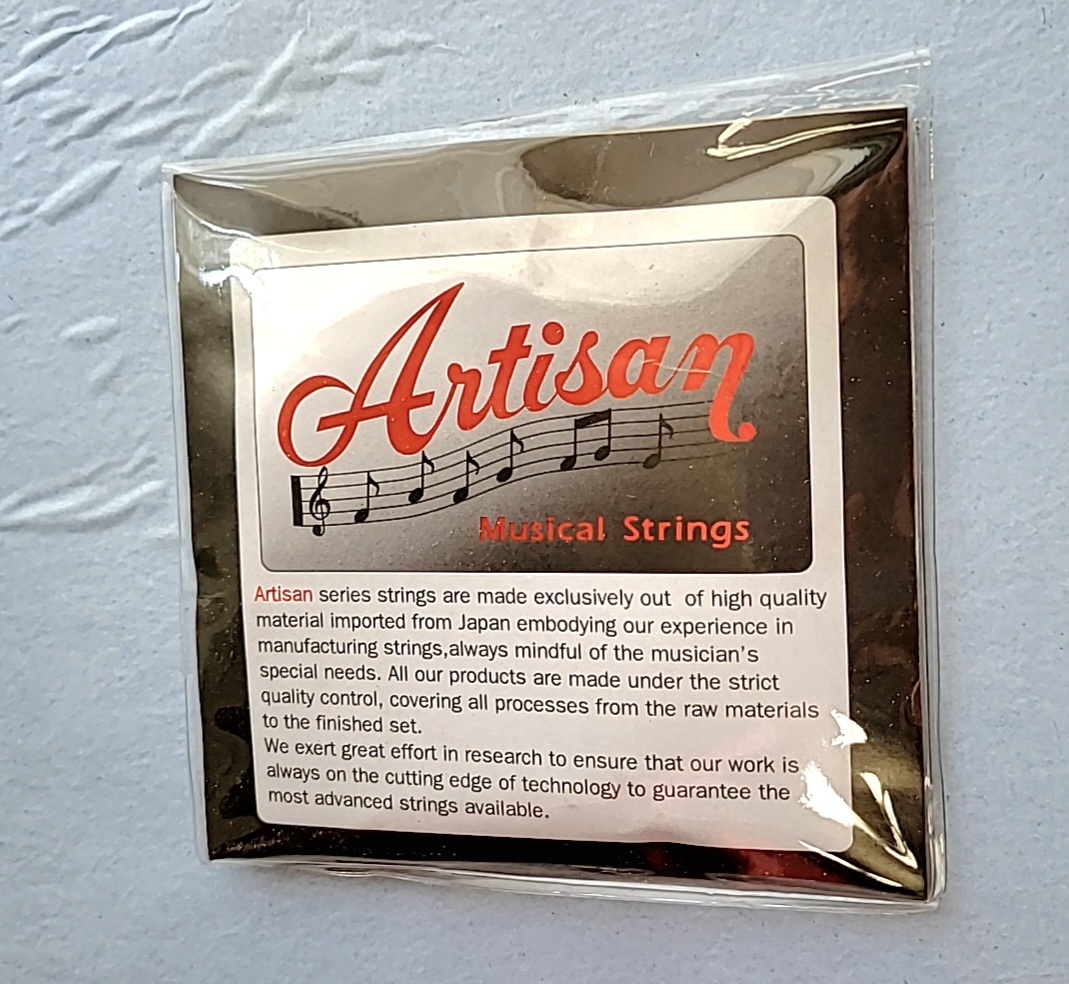 Artisan
Musical Strings
Artisan series strings are made exclusively out of high quality
material imported from Japan embodying our experience in
manufacturing strings,always mindful of the musician's
special needs. All our products are made under the strict
quality control, covering all processes from the raw materials
to the finished set.
We exert great effort in research to ensure that our work is
always on the cutting edge of technology to guarantee the
most advanced strings available.